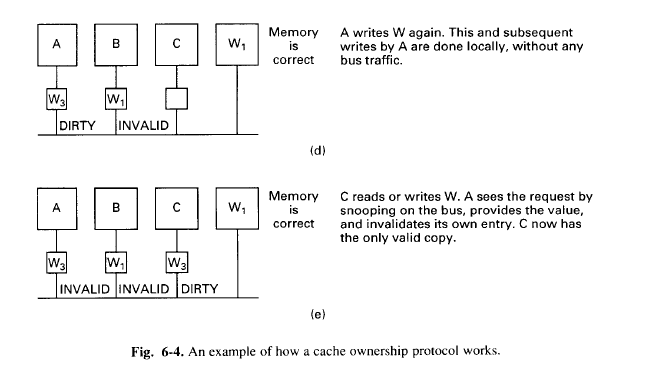 A B C W₁ Memory is correct
A writes W again. This and subsequent
writes by A are done locally, without any
bus traffic.
W₃ W₁
DIRTY INVALID
(d)
A B C W₁ Memory is correct
C reads or writes W. A sees the request by
snooping on the bus, provides the value,
and invalidates its own entry. C now has
the only valid copy.
W₃ W₁ W₃
INVALID INVALID DIRTY
(e)
Fig. 6-4. An example of how a cache ownership protocol works.